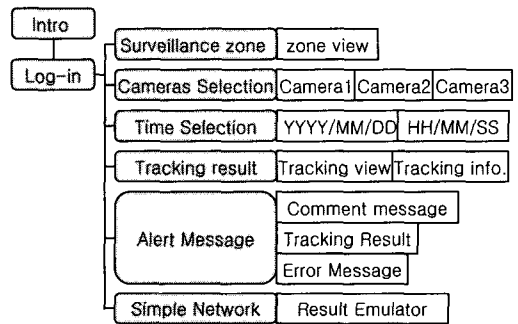 Intro
Log-in
Surveillance zone zone view
Cameras Selection Camera1 Camera2 Camera3
Time Selection YYYY/MM/DD HH/MM/SS
Tracking result Tracking view Tracking info.
Alert Message
Comment message
Tracking Result
Error Message
Simple Network Result Emulator